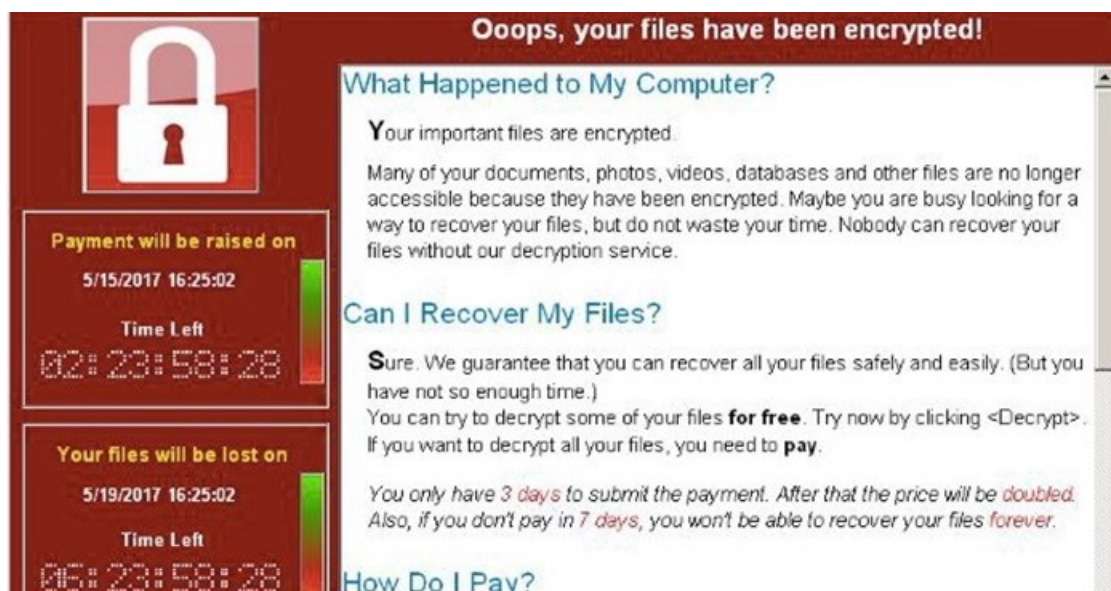 Ooops, your files have been encrypted!
What Happened to My Computer?
Your important files are encrypted.
Many of your documents, photos, videos, databases and other files are no longer
accessible because they have been encrypted. Maybe you are busy looking for a
way to recover your files, but do not waste your time. Nobody can recover your
files without our decryption service.
Can I Recover My Files?
Sure. We guarantee that you can recover all your files safely and easily. (But you
have not so enough time.)
You can try to decrypt some of your files for free. Try now by clicking <Decrypt>.
If you want to decrypt all your files, you need to pay.
You only have 3 days to submit the payment. After that the price will be doubled.
Also, if you don't pay in 7 days, you won't be able to recover your files forever.
How Do I Pay?
Payment will be raised on
5/15/2017 16:25:02
Time Left
02:23:58:28
Your files will be lost on
5/19/2017 16:25:02
Time Left
06:23:58:28